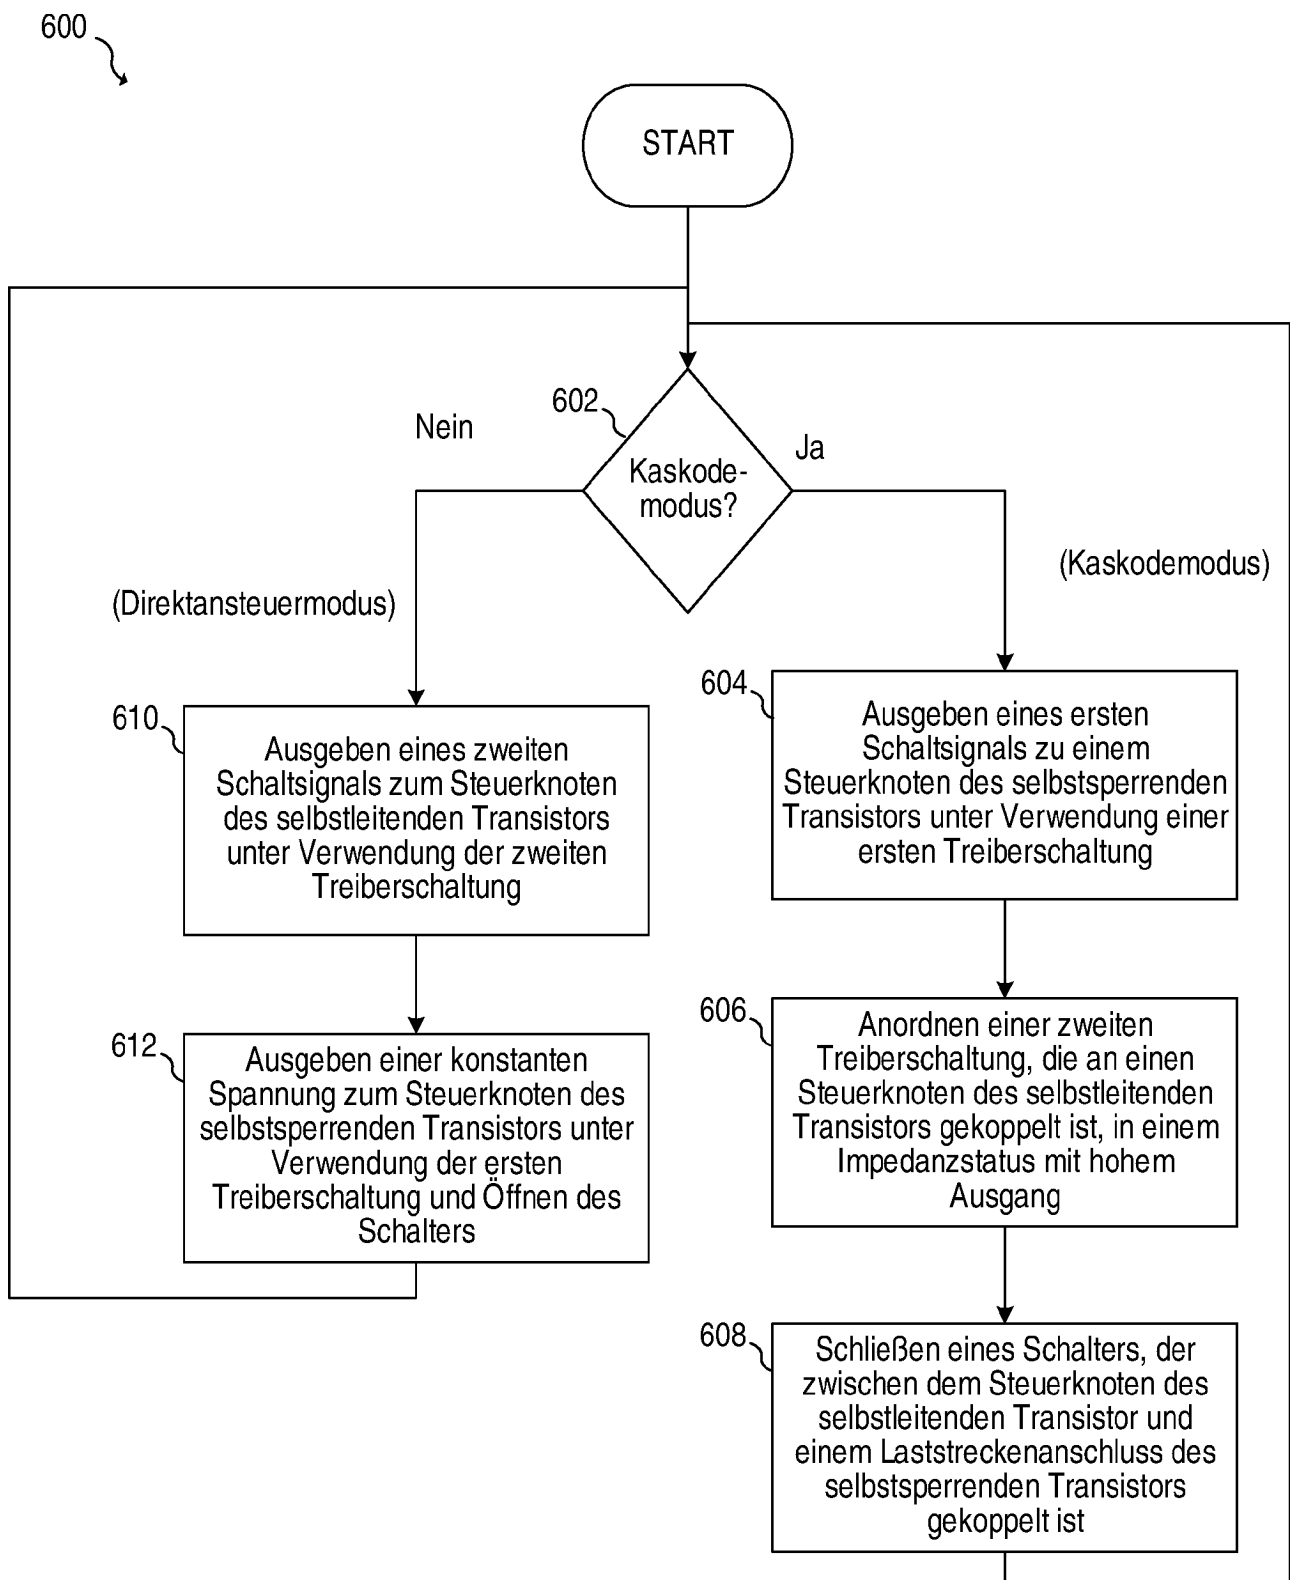 600
START
602
Nein
Ja
Kaskode-
modus?
(Kaskodemodus)
(Direktansteuermodus)
604
Ausgeben eines ersten
Schaltsignals zu einem
Steuerknoten des selbstsperrenden
Transistors unter Verwendung einer
ersten Treiberschaltung
610
Ausgeben eines zweiten
Schaltsignals zum Steuerknoten
des selbstleitenden Transistors
unter Verwendung der zweiten
Treiberschaltung
606
Anordnen einer zweiten
Treiberschaltung, die an einen
Steuerknoten des selbstleitenden
Transistors gekoppelt ist, in einem
Impedanzstatus mit hohem
Ausgang
612
Ausgeben einer konstanten
Spannung zum Steuerknoten des
selbstsperrenden Transistors unter
Verwendung der ersten
Treiberschaltung und Öffnen des
Schalters
608
Schließen eines Schalters, der
zwischen dem Steuerknoten des
selbstleitenden Transistor und
einem Laststreckenanschluss des
selbstsperrenden Transistors
gekoppelt ist